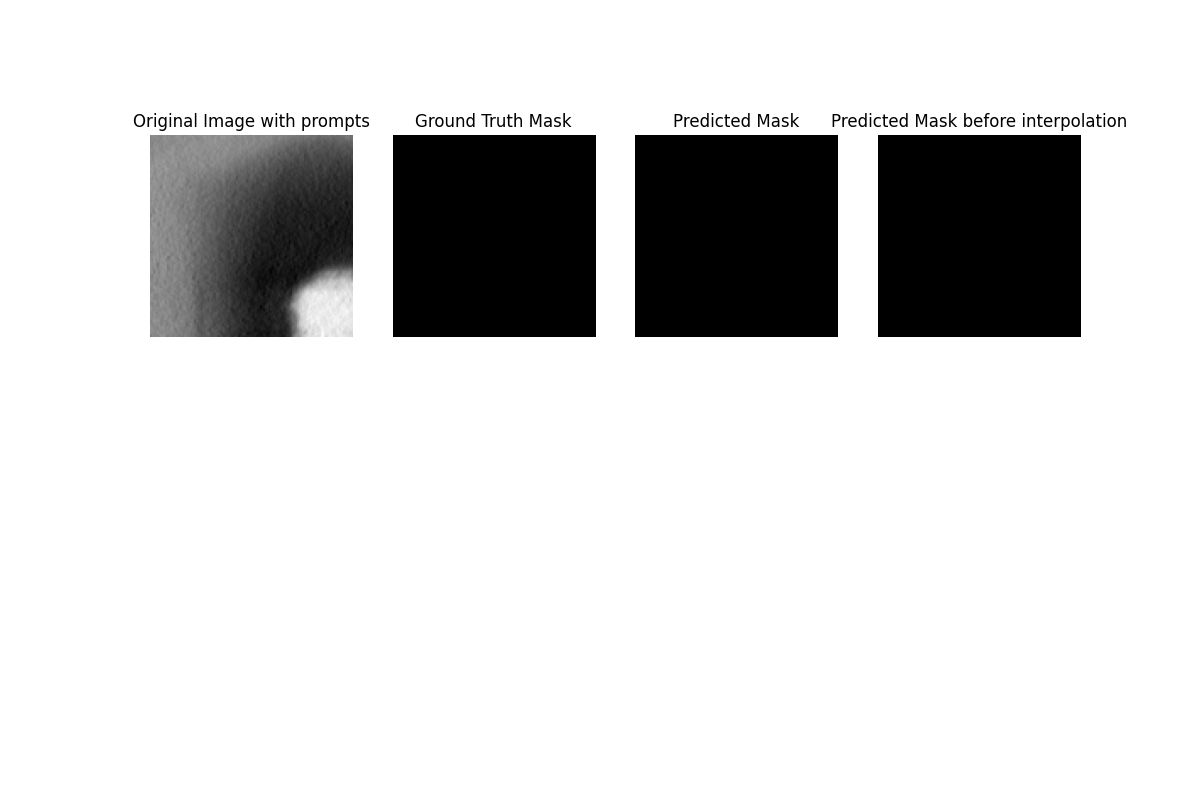 Original Image with prompts
Ground Truth Mask
Predicted Mask
Predicted Mask before interpolation